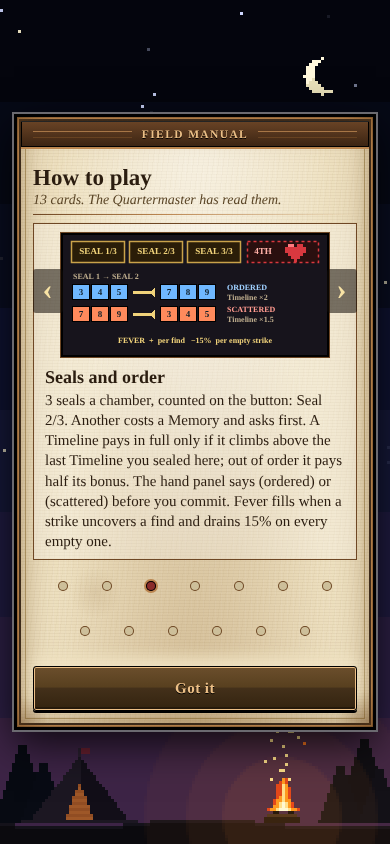 FIELD MANUAL
How to play
13 cards. The Quartermaster has read them.
SEAL 1/3 SEAL 2/3 SEAL 3/3 4TH
SEAL 1 → SEAL 2
3 4 5 7 8 9 ORDERED
Timeline ×2
7 8 9 3 4 5 SCATTERED
Timeline ×1.5
FEVER + per find −15% per empty strike
‹ ›
Seals and order
3 seals a chamber, counted on the button: Seal
2/3. Another costs a Memory and asks first. A
Timeline pays in full only if it climbs above the
last Timeline you sealed here; out of order it pays
half its bonus. The hand panel says (ordered) or
(scattered) before you commit. Fever fills when a
strike uncovers a find and drains 15% on every
empty one.
Got it